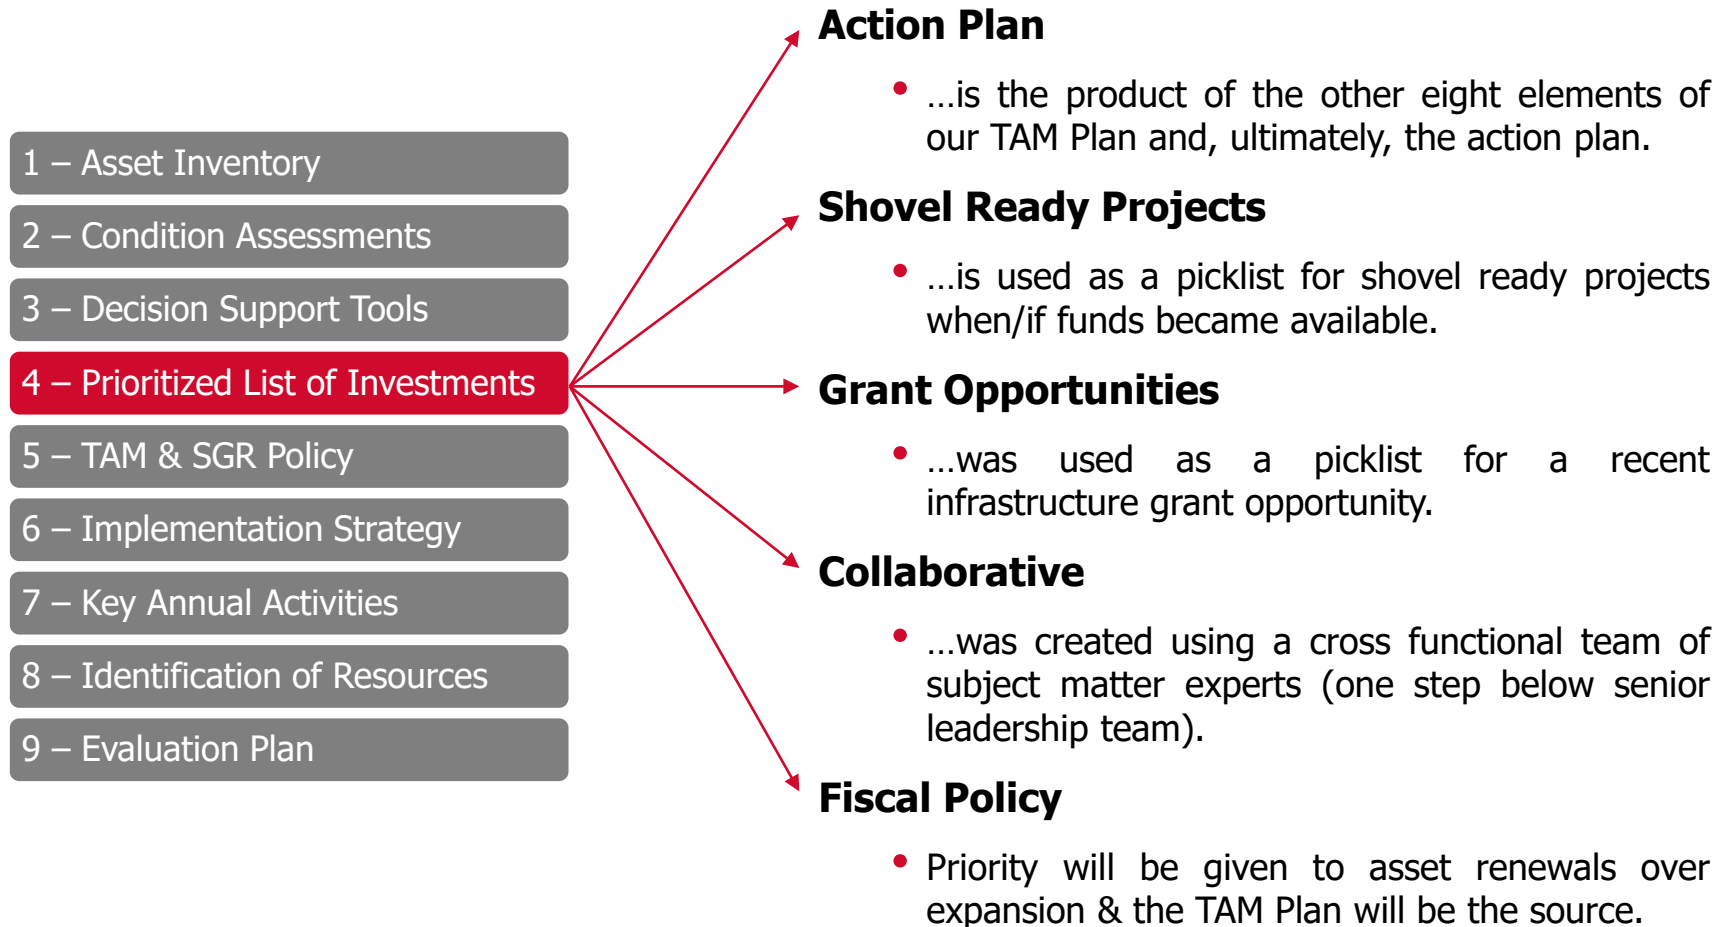 1 – Asset Inventory
2 – Condition Assessments
3 – Decision Support Tools
4 – Prioritized List of Investments
5 – TAM & SGR Policy
6 – Implementation Strategy
7 – Key Annual Activities
8 – Identification of Resources
9 – Evaluation Plan
Action Plan
• …is the product of the other eight elements of
our TAM Plan and, ultimately, the action plan.
Shovel Ready Projects
• …is used as a picklist for shovel ready projects
when/if funds became available.
Grant Opportunities
• …was used as a picklist for a recent
infrastructure grant opportunity.
Collaborative
• …was created using a cross functional team of
subject matter experts (one step below senior
leadership team).
Fiscal Policy
• Priority will be given to asset renewals over
expansion & the TAM Plan will be the source.